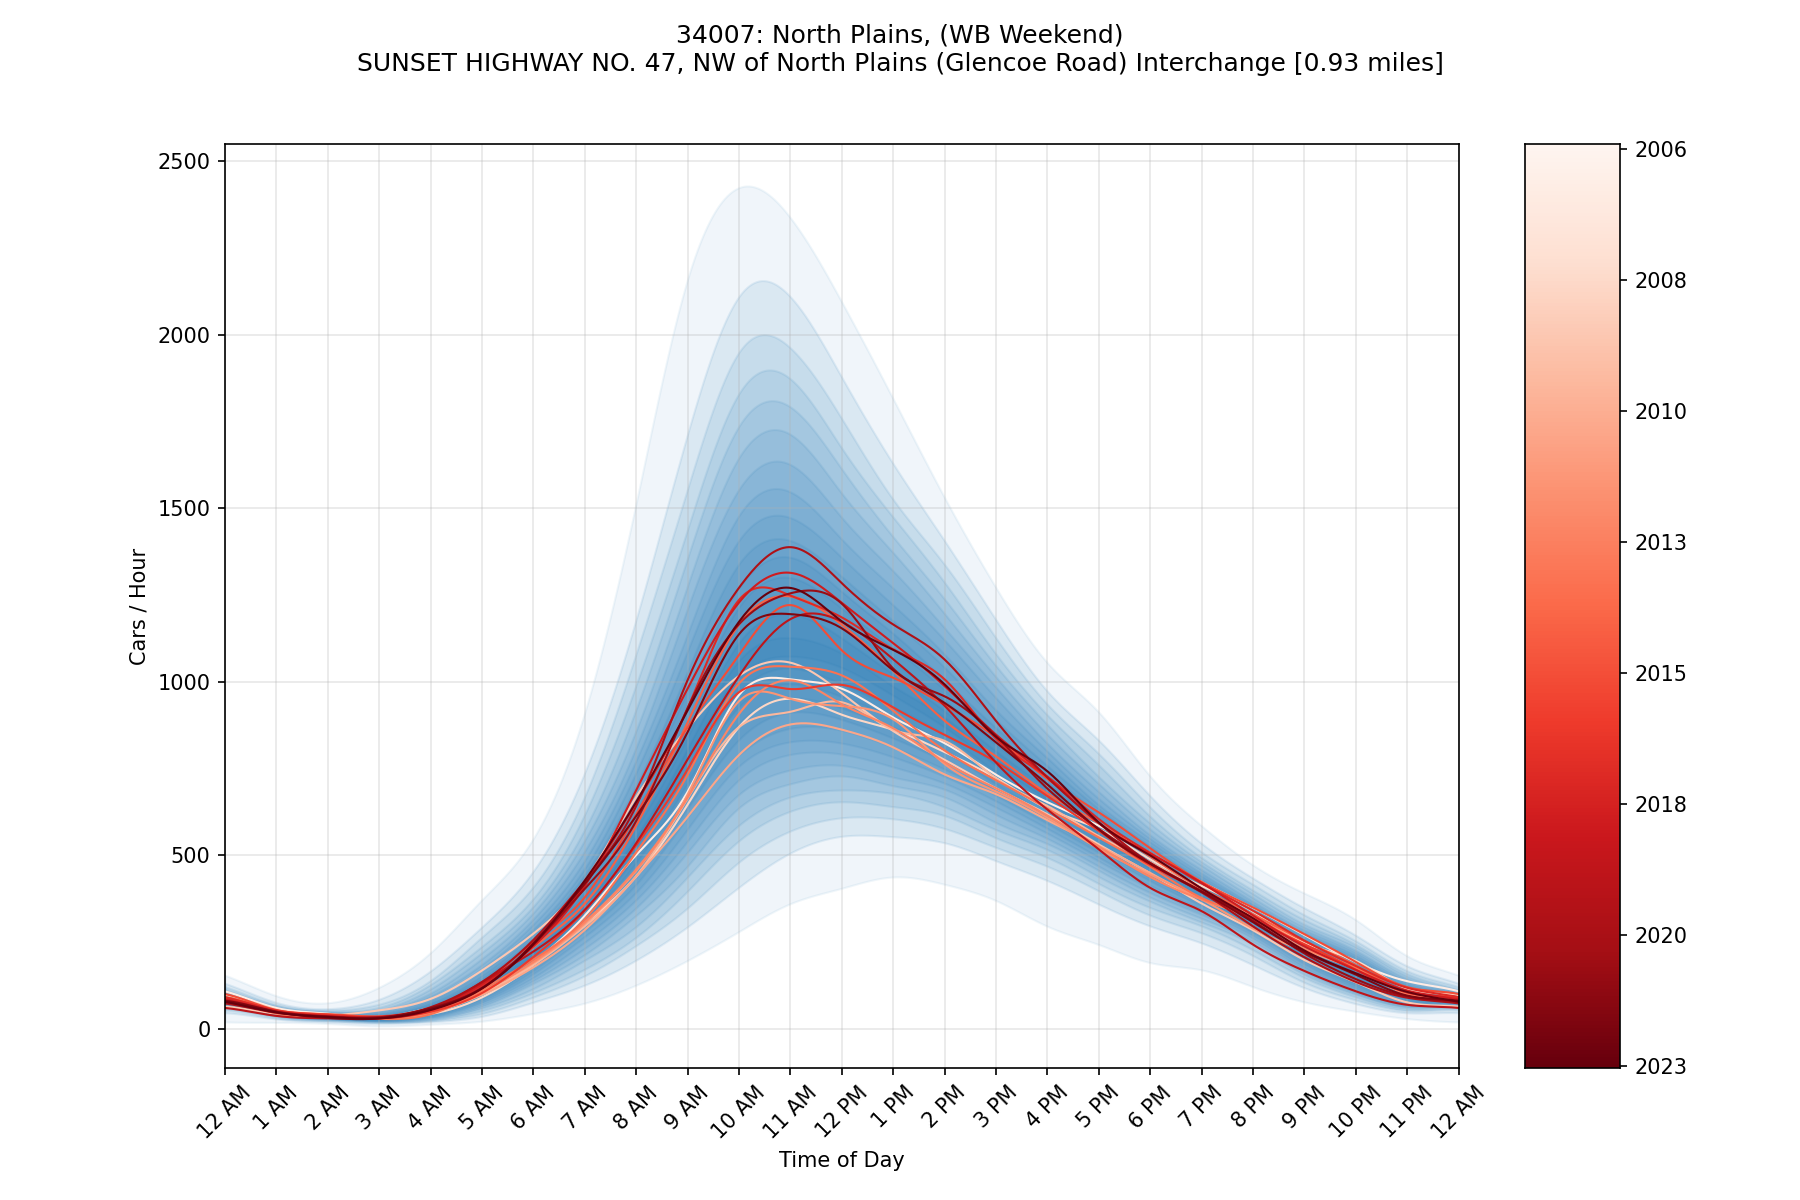 34007: North Plains, (WB Weekend)
SUNSET HIGHWAY NO. 47, NW of North Plains (Glencoe Road) Interchange [0.93 miles]
2500
2000
1500
1000
500
0
Cars / Hour
12 AM
1 AM
2 AM
3 AM
4 AM
5 AM
6 AM
7 AM
8 AM
9 AM
10 AM
11 AM
12 PM
1 PM
2 PM
3 PM
4 PM
5 PM
6 PM
7 PM
8 PM
9 PM
10 PM
11 PM
12 AM
Time of Day
2006
2008
2010
2013
2015
2018
2020
2023